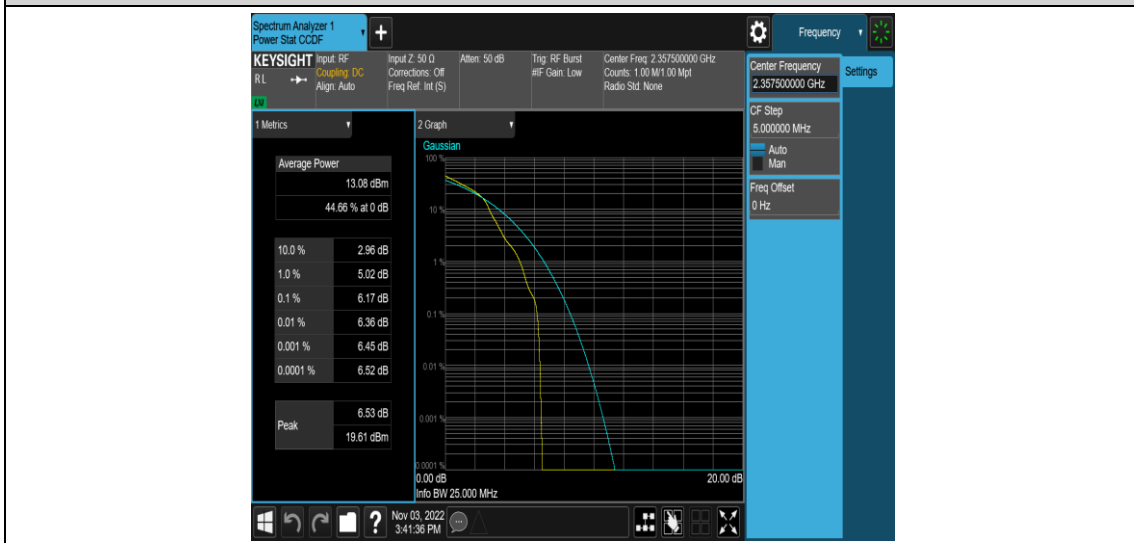 Spectrum Analyzer 1
Power Stat CCDF
+
Frequency
KEYSIGHT
RL
LNI
Input: RF
Coupling: DC
Align: Auto
Input Z: 50 Ω
Corrections: Off
Freq Ref: Int (S)
Atten: 50 dB
Trig: RF Burst
#IF Gain: Low
Center Freq: 2.357500000 GHz
Counts: 1.00 M/1.00 Mpt
Radio Std: None
Center Frequency
2.357500000 GHz
Settings
CF Step
5.000000 MHz
Auto
Man
Freq Offset
0 Hz
1 Metrics
Average Power
13.08 dBm
44.66 % at 0 dB
10.0 % 2.96 dB
1.0 % 5.02 dB
0.1 % 6.17 dB
0.01 % 6.36 dB
0.001 % 6.45 dB
0.0001 % 6.52 dB
Peak
6.53 dB
19.61 dBm
2 Graph
Gaussian
100 %
10 %
1 %
0.1 %
0.01 %
0.001 %
0.0001 %
0.00 dB 20.00 dB
Info BW 25.000 MHz
?
Nov 03, 2022
3:41:36 PM